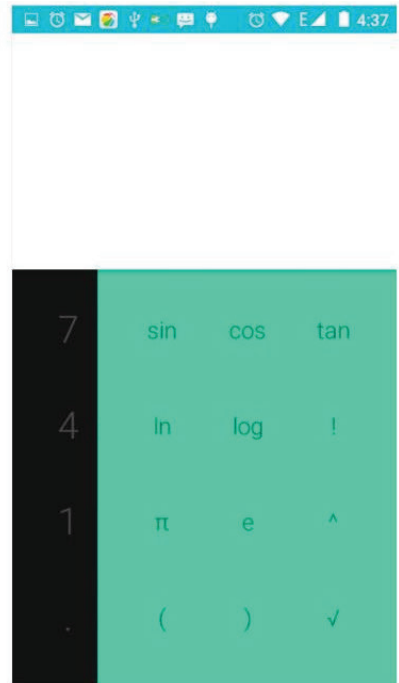 E 4:37
7 sin cos tan
4 ln log !
1 π e ^
. ( ) √